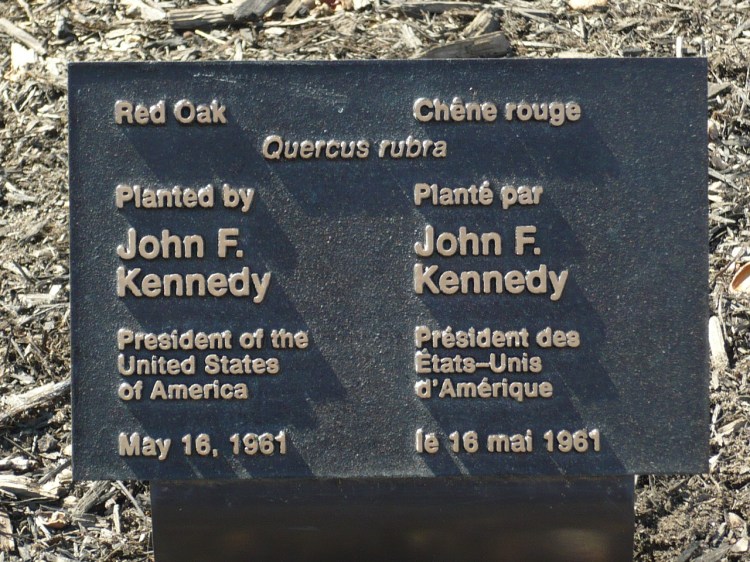 Red Oak
Chêne rouge
Quercus rubra
Planted by
John F.
Kennedy
President of the
United States
of America
May 16, 1961
Planté par
John F.
Kennedy
Président des
États–Unis
d'Amérique
le 16 mai 1961